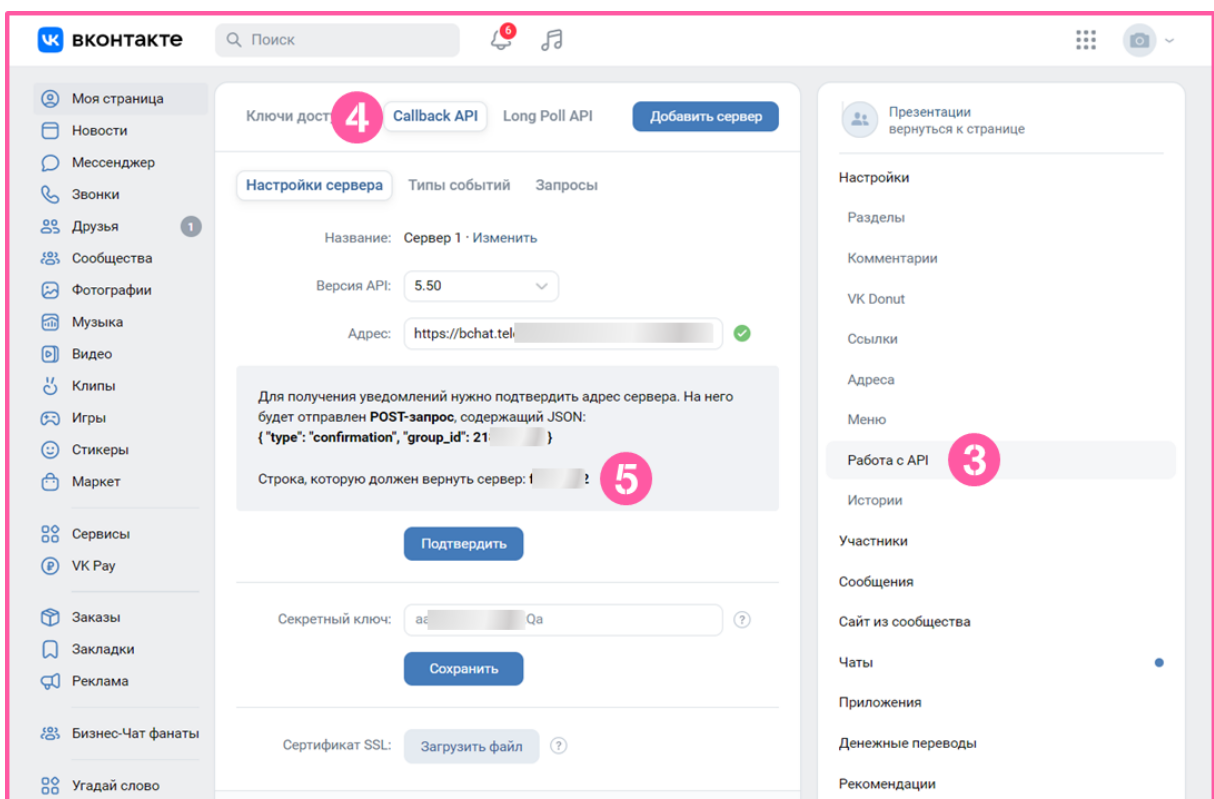 вконтакте
Поиск
6
Моя страница
Новости
Мессенджер
Звонки
Друзья 1
Сообщества
Фотографии
Музыка
Видео
Клипы
Игры
Стикеры
Маркет
Сервисы
VK Pay
Заказы
Закладки
Реклама
Бизнес-Чат фанаты
Угадай слово
Ключи 4 Callback API Long Poll API Добавить сервер
Настройки сервера Типы событий Запросы
Название: Сервер 1 · Изменить
Версия API: 5.50
Адрес: https://bchat.tel
Для получения уведомлений нужно подтвердить адрес сервера. На него
будет отправлен POST-запрос, содержащий JSON:
{ "type": "confirmation", "group_id": 21 }
Строка, которую должен вернуть сервер: 2 5
Подтвердить
Секретный ключ: Qa ?
Сохранить
Сертификат SSL: Загрузить файл ?
Презентации
вернуться к странице
Настройки
Разделы
Комментарии
VK Donut
Ссылки
Адреса
Меню
Работа с API 3
Истории
Участники
Сообщения
Сайт из сообщества
Чаты
Приложения
Денежные переводы
Рекомендации